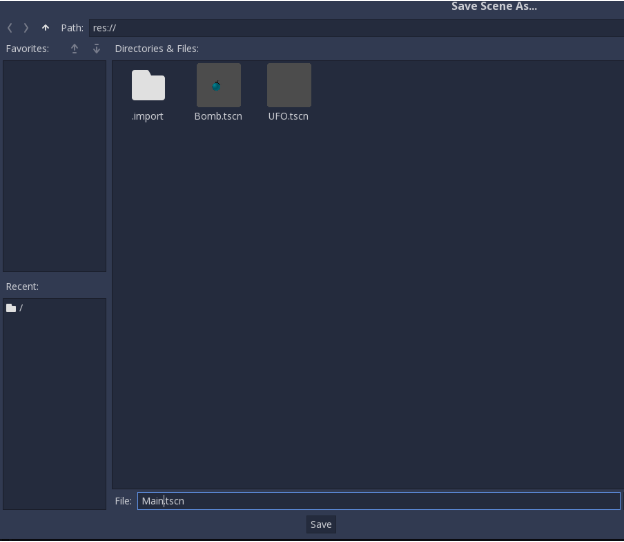 Save Scene As...
Path: res://
Favorites:
Directories & Files:
.import
Bomb.tscn
UFO.tscn
Recent:
/
File: Main.tscn
Save